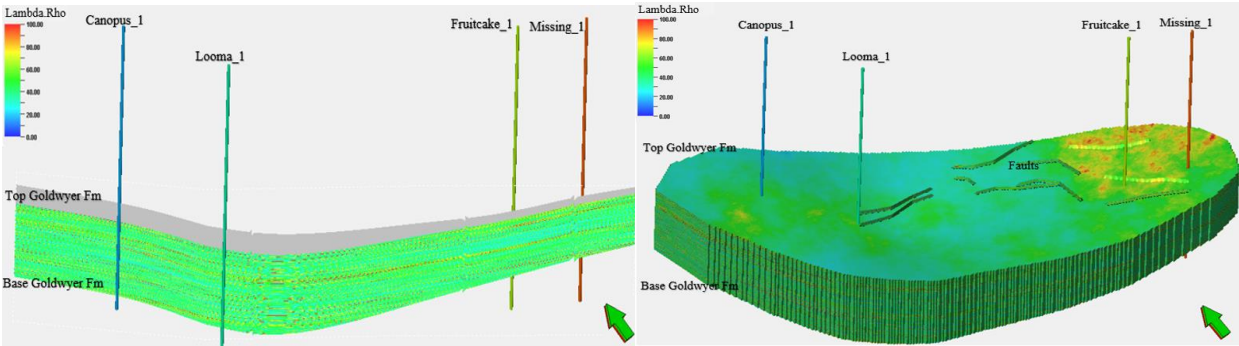 Lambda.Rho
100.00
80.00
60.00
40.00
20.00
0.00
Canopus_1
Looma_1
Fruitcake_1
Missing_1
Top Goldwyer Fm
Base Goldwyer Fm
Lambda.Rho
100.00
80.00
60.00
40.00
20.00
0.00
Canopus_1
Looma_1
Fruitcake_1
Missing_1
Top Goldwyer Fm
Faults
Base Goldwyer Fm